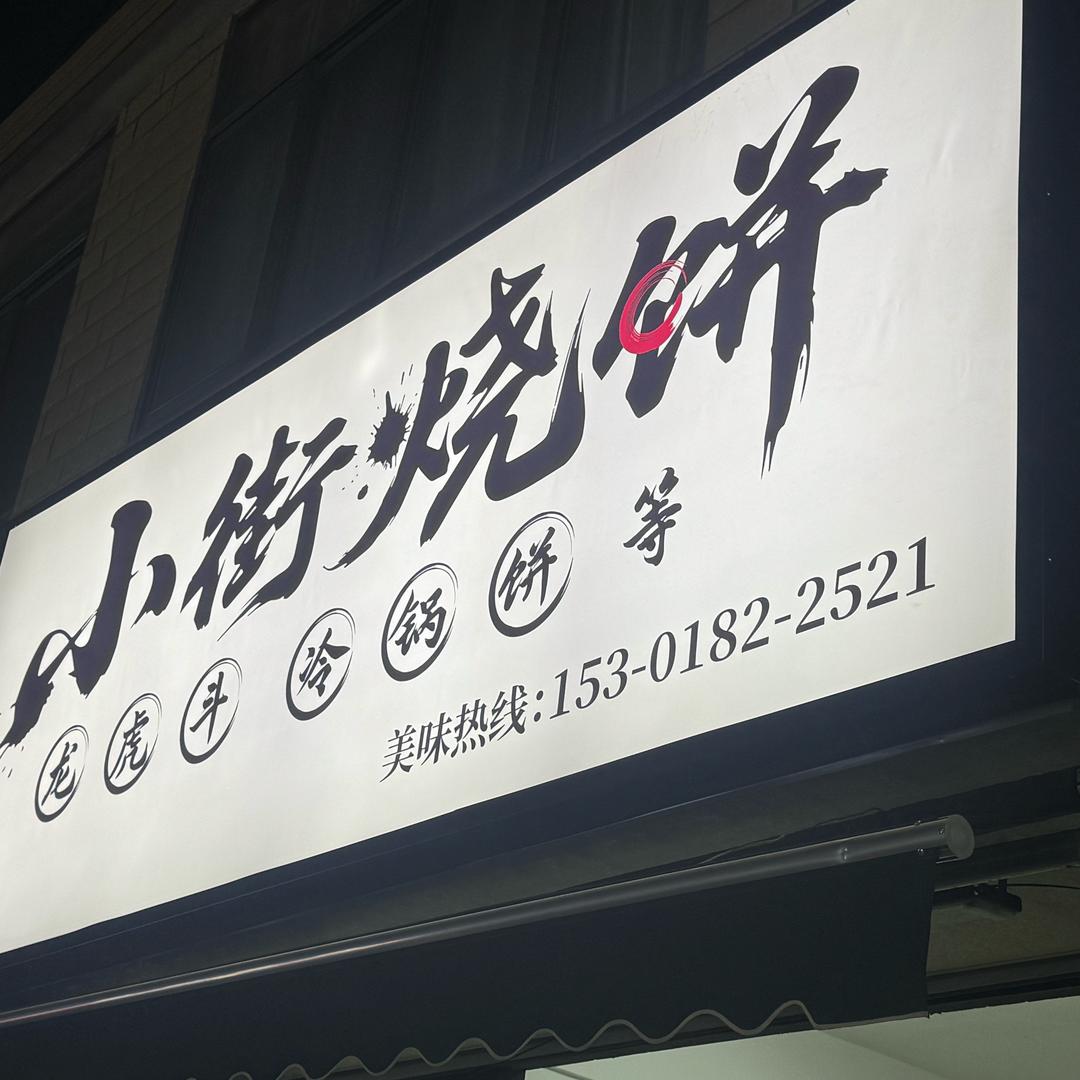 小街·烧饼
龙虎斗 冷锅饼 等
美味热线:153-0182-2521